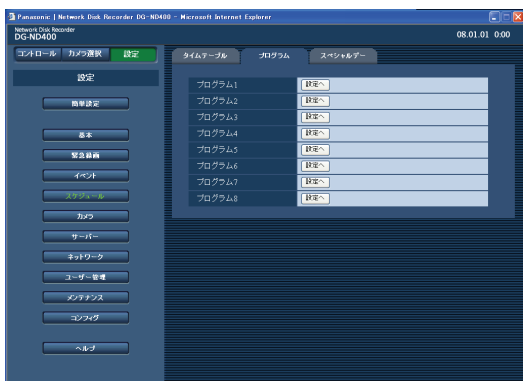 Panasonic | Network Disk Recorder DG-ND400 - Microsoft Internet Explorer
Network Disk Recorder
DG-ND400
08.01.01 0:00
コントロール カメラ選択 設定
タイムテーブル プログラム スペシャルデー
設定
簡単設定
基本
緊急録画
イベント
スケジュール
カメラ
サーバー
ネットワーク
ユーザー管理
メンテナンス
コンフィグ
ヘルプ
プログラム1 設定へ
プログラム2 設定へ
プログラム3 設定へ
プログラム4 設定へ
プログラム5 設定へ
プログラム6 設定へ
プログラム7 設定へ
プログラム8 設定へ